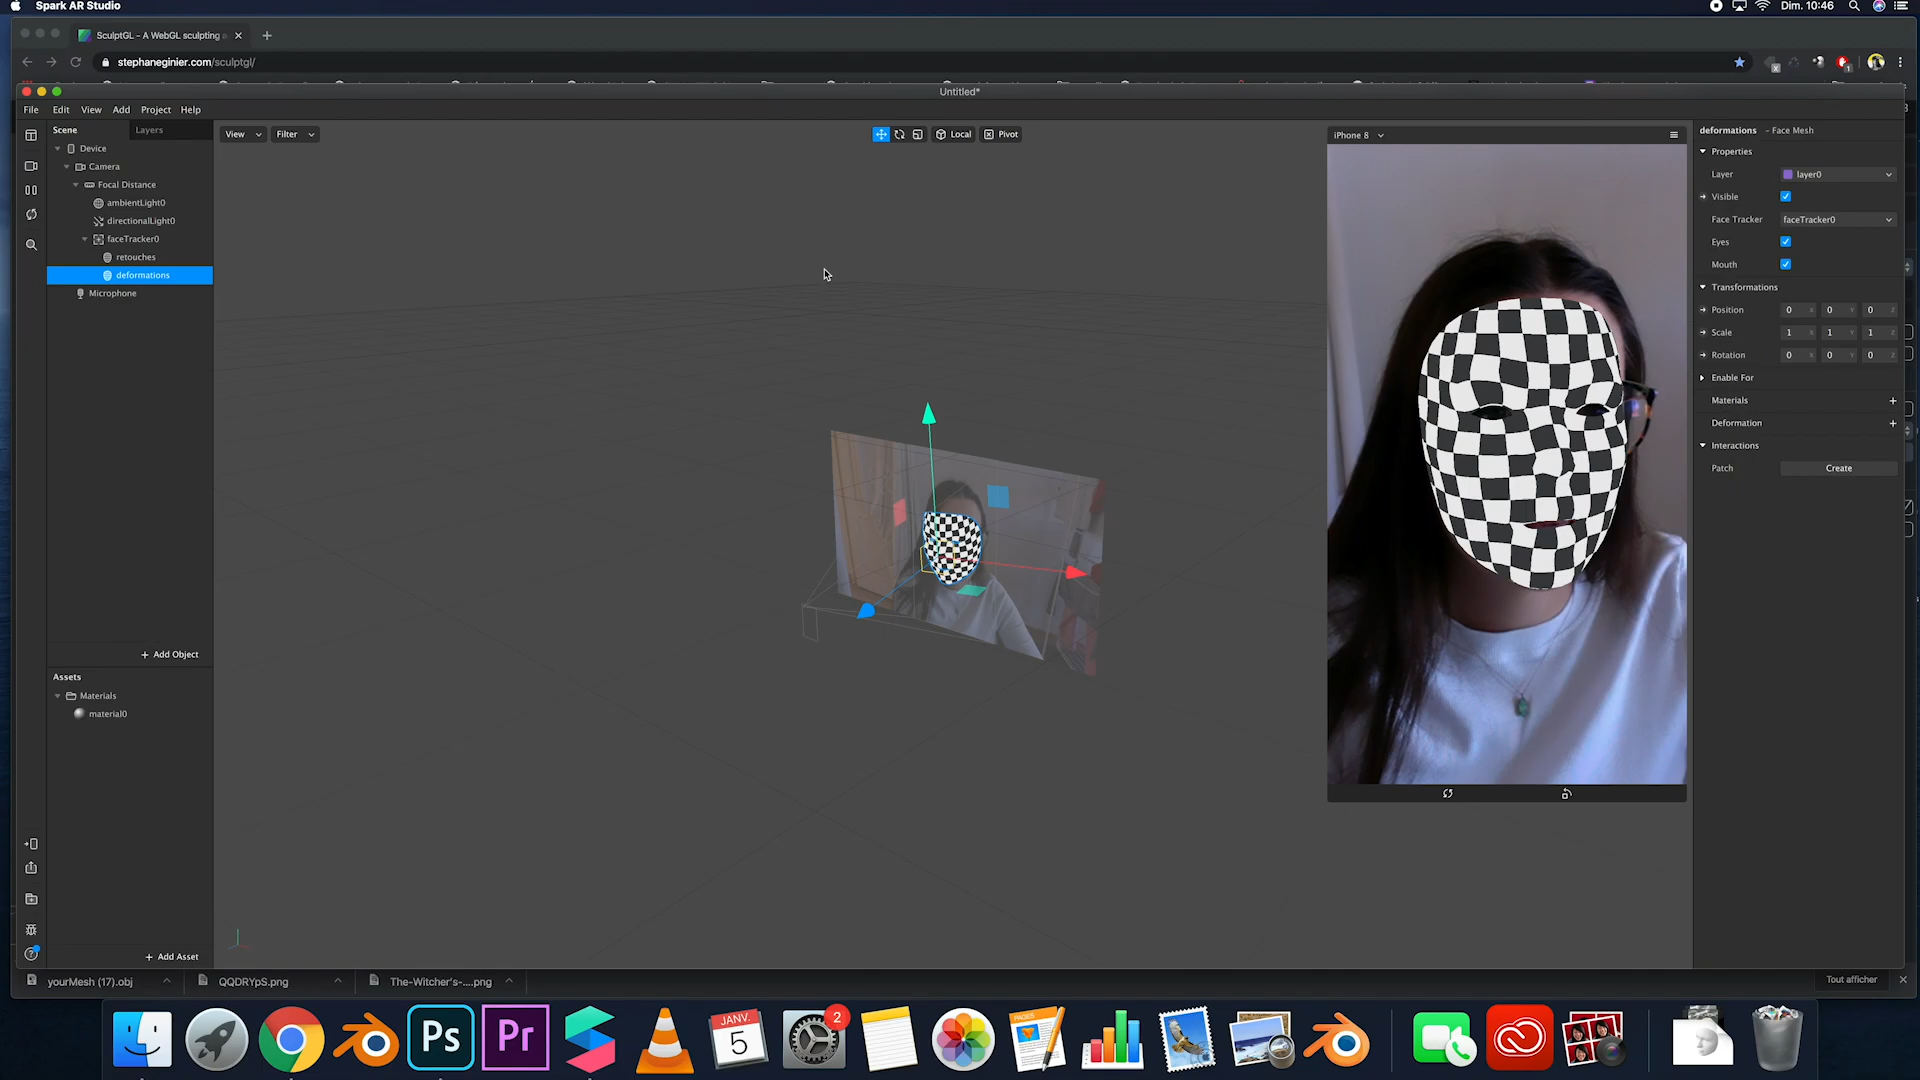 Spark AR Studio
Dim. 10:46
SculptGL - A WebGL sculpting
stephaneginier.com/sculptgl/
Untitled*
File Edit View Add Project Help
Scene
Layers
View
Filter
Local
Pivot
iPhone 8
deformations - Face Mesh
Device
Camera
Focal Distance
ambientLight0
directionalLight0
faceTracker0
retouches
deformations
Microphone
+ Add Object
Properties
Layer layer0
Visible
Face Tracker faceTracker0
Eyes
Mouth
Transformations
Position 0 X 0 Y 0 Z
Scale 1 X 1 Y 1 Z
Rotation 0 X 0 Y 0 Z
Enable For
Materials +
Deformation +
Interactions
Patch Create
Assets
Materials
material0
+ Add Asset
yourMesh (17).obj
QQDRYpS.png
The-Witcher's-....png
Tout afficher
Ps
Pr
JANV.
5
2
PAGES